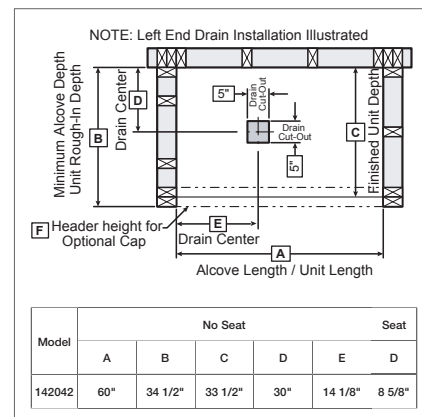 NOTE: Left End Drain Installation Illustrated
Minimum Alcove Depth
Unit Rough-In Depth
B
Drain Center
D
5"
Drain
Cut-Out
Drain
Cut-Out
5"
C
Finished Unit Depth
F Header height for
Optional Cap
E
Drain Center
A
Alcove Length / Unit Length
Model No Seat Seat
A B C D E D
142042 60" 34 1/2" 33 1/2" 30" 14 1/8" 8 5/8"